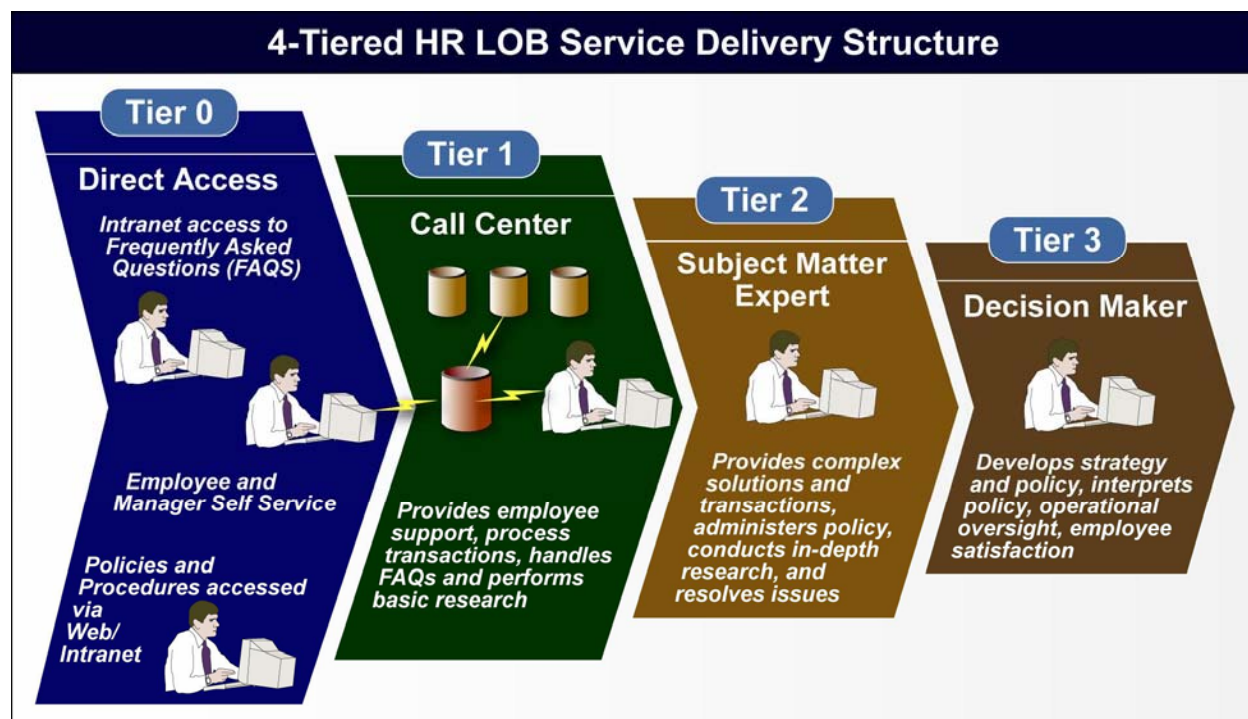 4-Tiered HR LOB Service Delivery Structure
Tier 0
Direct Access
Intranet access to
Frequently Asked
Questions (FAQS)
Employee and
Manager Self Service
Policies and
Procedures accessed
via
Web/
Intranet
Tier 1
Call Center
Provides employee
support, process
transactions, handles
FAQs and performs
basic research
Tier 2
Subject Matter
Expert
Provides complex
solutions and
transactions,
administers policy,
conducts in-depth
research, and
resolves issues
Tier 3
Decision Maker
Develops strategy
and policy, interprets
policy, operational
oversight, employee
satisfaction